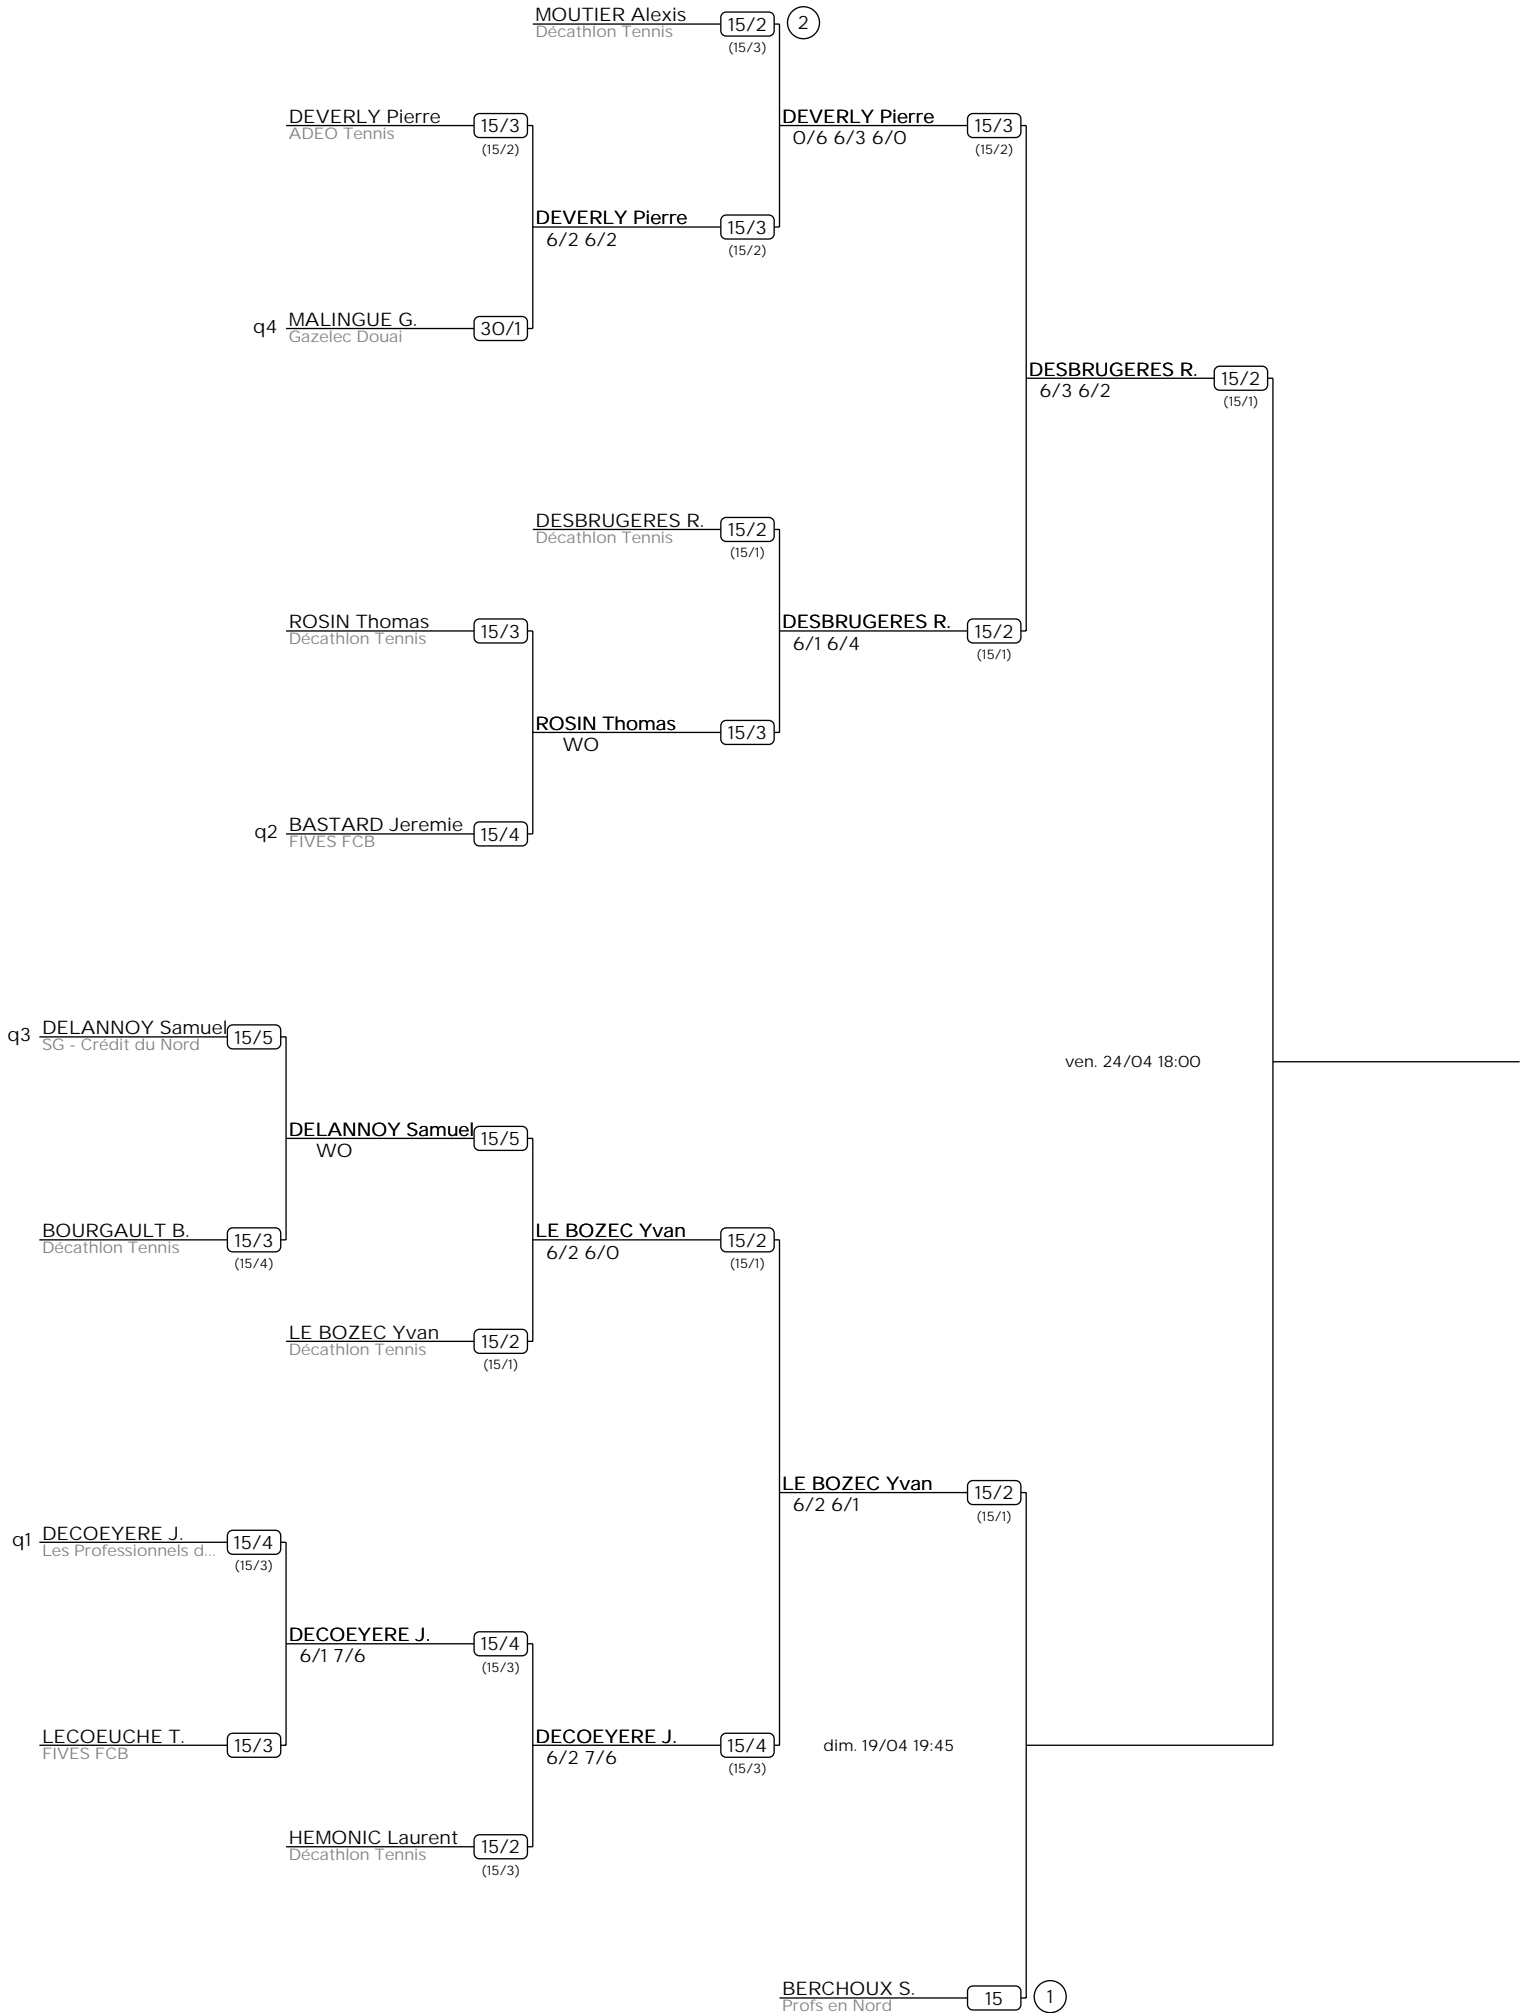 MOUTIER Alexis
Décathlon Tennis
15/2
(15/3)
2
DEVERLY Pierre
ADEO Tennis
15/3
(15/2)
DEVERLY Pierre
0/6 6/3 6/0
15/3
(15/2)
DEVERLY Pierre
6/2 6/2
15/3
(15/2)
q4
MALINGUE G.
Gazelec Douai
30/1
DESBRUGERES R.
6/3 6/2
15/2
(15/1)
DESBRUGERES R.
Décathlon Tennis
15/2
(15/1)
ROSIN Thomas
Décathlon Tennis
15/3
DESBRUGERES R.
6/1 6/4
15/2
(15/1)
ROSIN Thomas
WO
15/3
q2
BASTARD Jeremie
FIVES FCB
15/4
q3
DELANNOY Samuel
SG - Crédit du Nord
15/5
ven. 24/04 18:00
DELANNOY Samuel
WO
15/5
BOURGAULT B.
Décathlon Tennis
15/3
(15/4)
LE BOZEC Yvan
6/2 6/0
15/2
(15/1)
LE BOZEC Yvan
Décathlon Tennis
15/2
(15/1)
LE BOZEC Yvan
6/2 6/1
15/2
(15/1)
q1
DECOEYERE J.
Les Professionnels d...
15/4
(15/3)
DECOEYERE J.
6/1 7/6
15/4
(15/3)
LECOEUCHE T.
FIVES FCB
15/3
DECOEYERE J.
6/2 7/6
15/4
(15/3)
dim. 19/04 19:45
HEMONIC Laurent
Décathlon Tennis
15/2
(15/3)
BERCHOUX S.
Profs en Nord
15
1